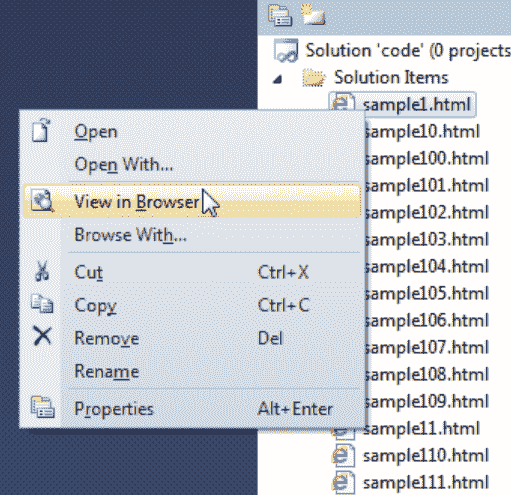 Solution 'code' (0 projects
Solution Items
sample1.html
sample10.html
sample100.html
sample101.html
sample102.html
sample103.html
sample104.html
sample105.html
sample106.html
sample107.html
sample108.html
sample109.html
sample11.html
sample110.html
sample111.html
Open
Open With...
View in Browser
Browse With...
Cut Ctrl+X
Copy Ctrl+C
Remove Del
Rename
Properties Alt+Enter